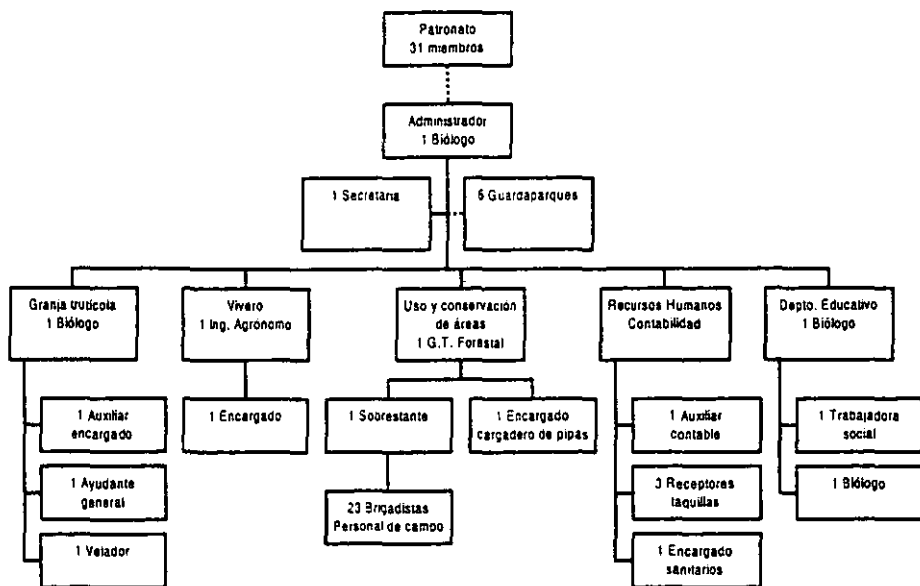 Patronato
31 miembros
Administrador
1 Biólogo
1 Secretaria
6 Guardaparques
Granja trutícola
1 Biólogo
Vivero
1 Ing. Agrónomo
Uso y conservación
de áreas
1 G.T. Forestal
Recursos Humanos
Contabilidad
Depto. Educativo
1 Biólogo
1 Auxiliar
encargado
1 Encargado
1 Sobrestante
1 Encargado
cargadero de pipas
1 Auxiliar
contable
1 Trabajadora
social
1 Ayudante
general
23 Brigadistas
Personal de campo
3 Receptores
taquillas
1 Biólogo
1 Velador
1 Encargado
sanitarios